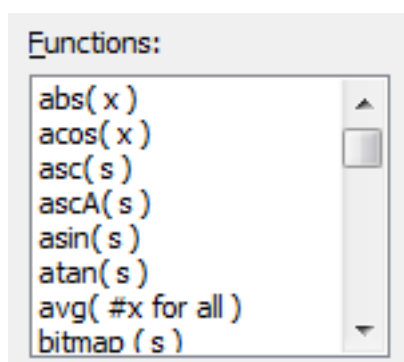 Functions:
abs( x )
acos( x )
asc( s )
ascA( s )
asin( s )
atan( s )
avg( #x for all )
bitmap ( s )